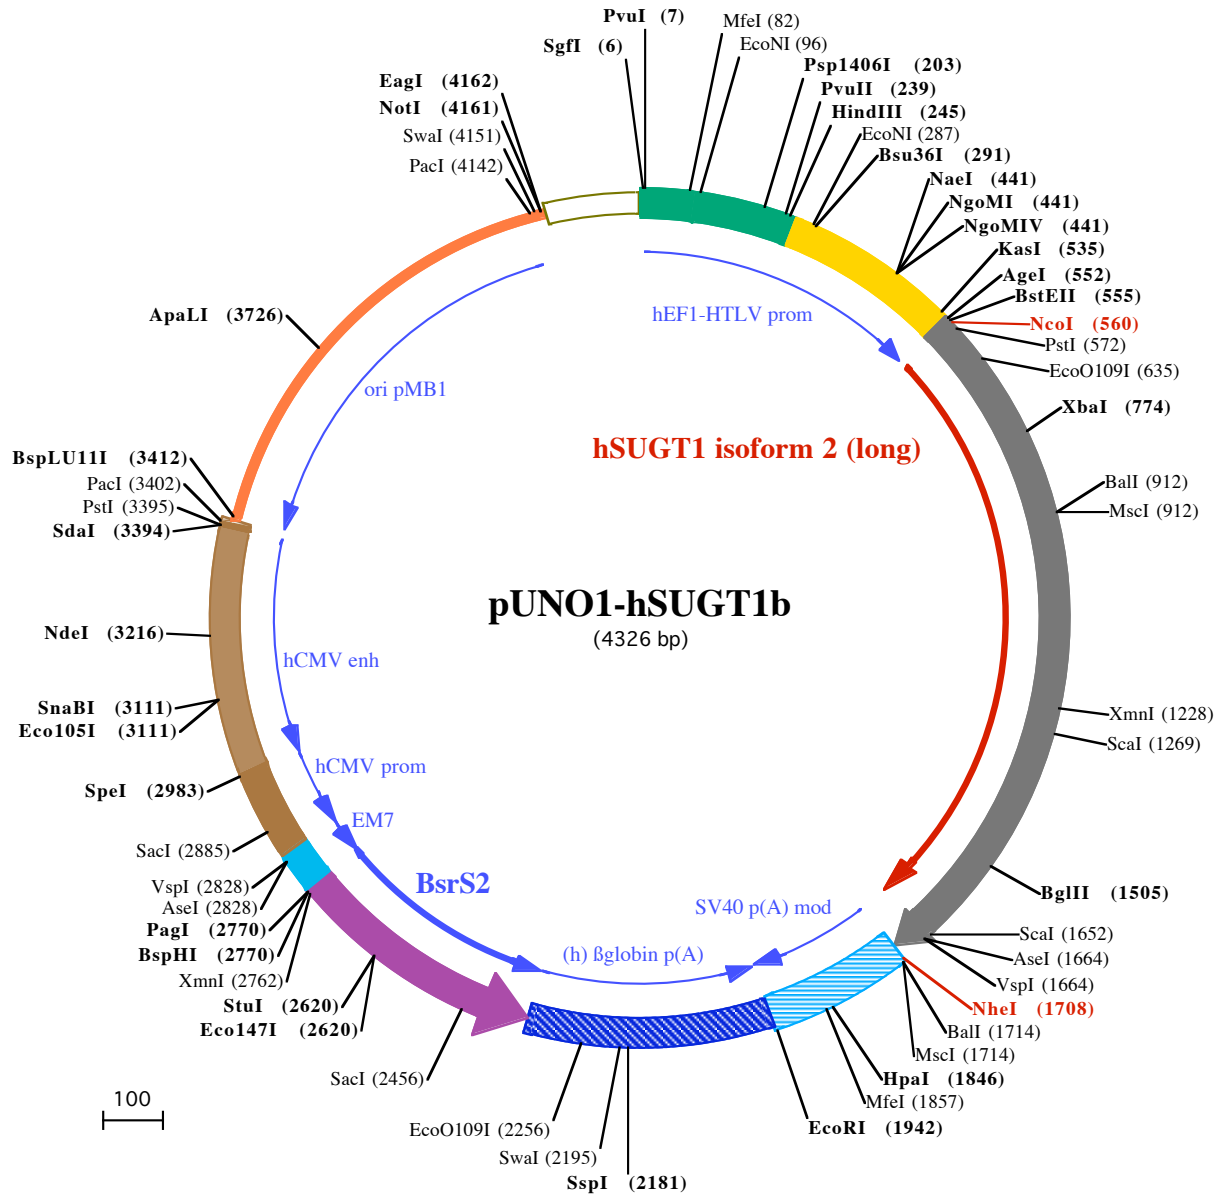 PvuI (7)
SgfI (6)
MfeI (82)
EcoNI (96)
Psp1406I (203)
PvuII (239)
HindIII (245)
EcoNI (287)
Bsu36I (291)
NaeI (441)
NgoMI (441)
NgoMIV (441)
KasI (535)
AgeI (552)
BstEII (555)
NcoI (560)
PstI (572)
EcoO109I (635)
XbaI (774)
BalI (912)
MscI (912)
XmnI (1228)
ScaI (1269)
BglII (1505)
ScaI (1652)
AseI (1664)
VspI (1664)
NheI (1708)
BalI (1714)
MscI (1714)
HpaI (1846)
MfeI (1857)
EcoRI (1942)
SspI (2181)
SwaI (2195)
EcoO109I (2256)
SacI (2456)
Eco147I (2620)
StuI (2620)
XmnI (2762)
BspHI (2770)
PagI (2770)
AseI (2828)
VspI (2828)
SacI (2885)
SpeI (2983)
Eco105I (3111)
SnaBI (3111)
NdeI (3216)
SdaI (3394)
PstI (3395)
PacI (3402)
BspLU11I (3412)
ApaLI (3726)
PacI (4142)
SwaI (4151)
NotI (4161)
EagI (4162)
hEF1-HTLV prom
hSUGT1 isoform 2 (long)
SV40 p(A) mod
(h) ßglobin p(A)
BsrS2
EM7
hCMV prom
hCMV enh
ori pMB1
pUNO1-hSUGT1b
(4326 bp)
100